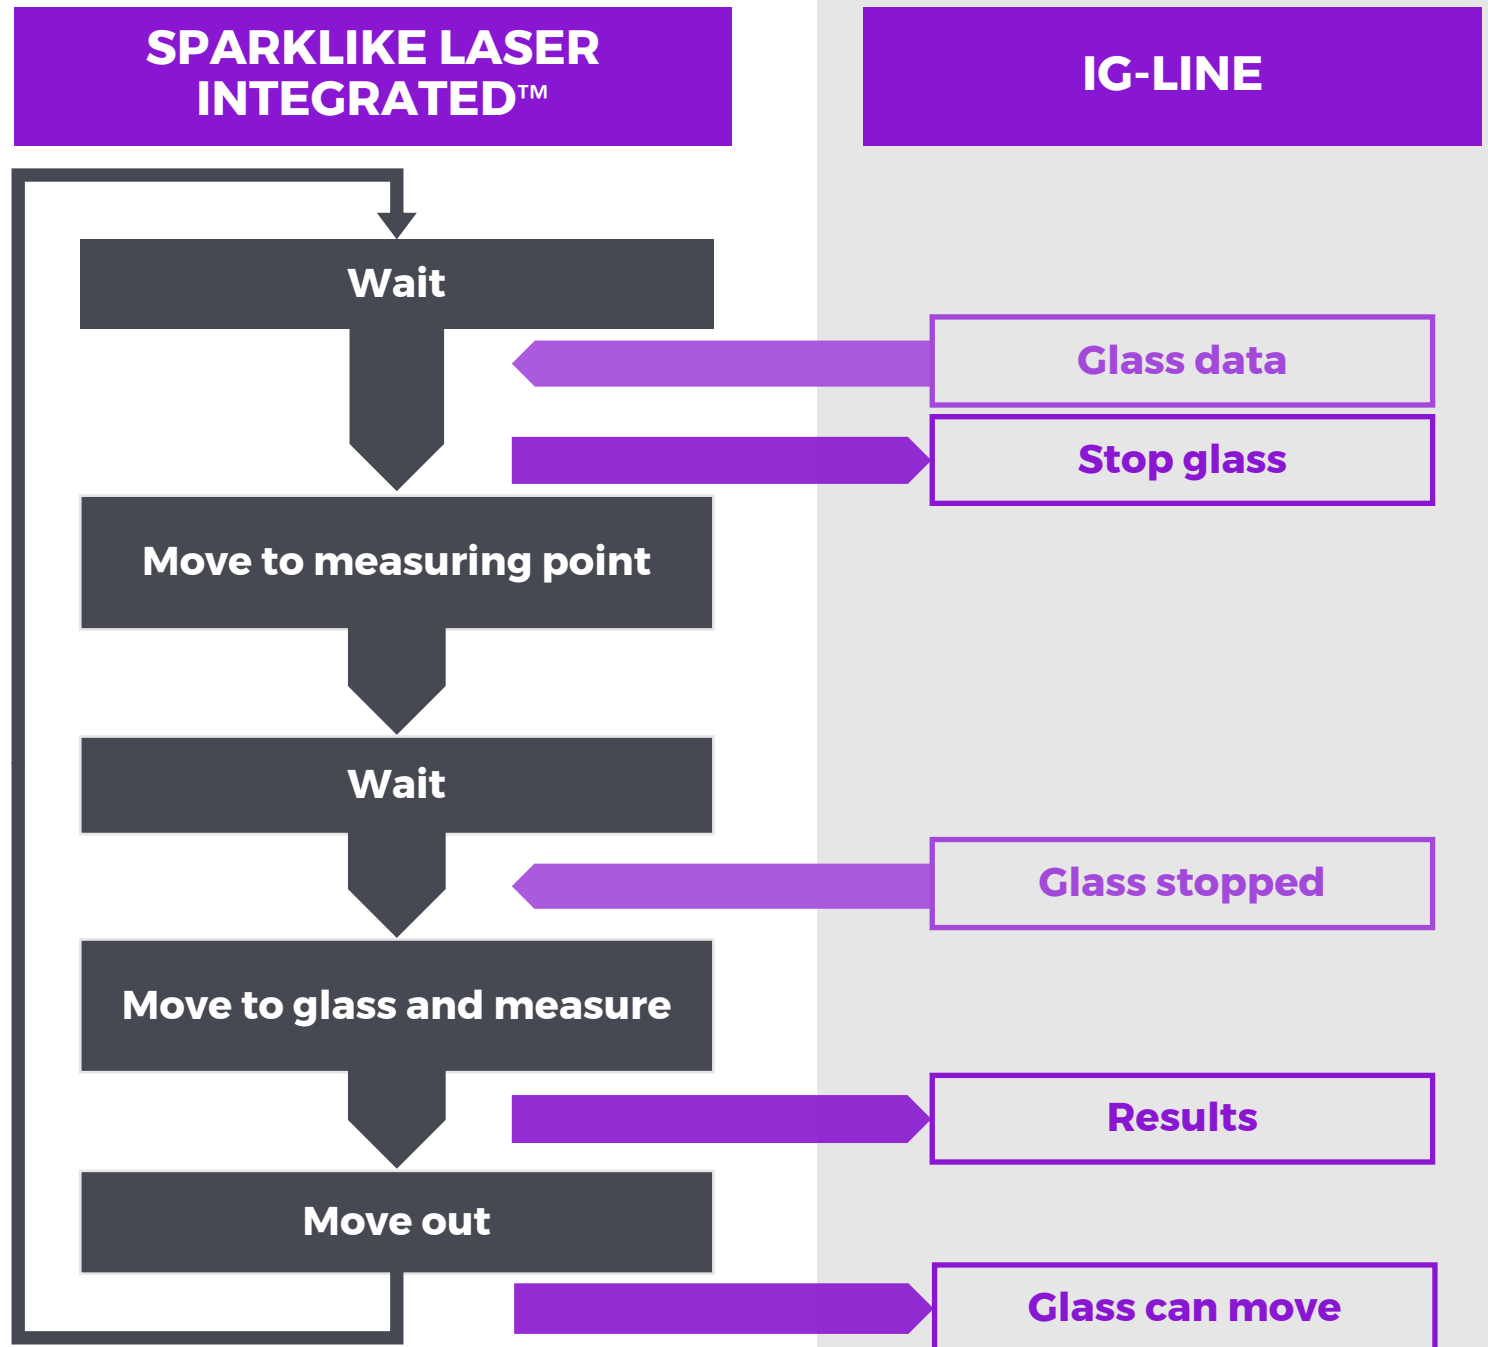 SPARKLIKE LASER
INTEGRATED™
IG-LINE
Wait
Glass data
Stop glass
Move to measuring point
Wait
Glass stopped
Move to glass and measure
Results
Move out
Glass can move